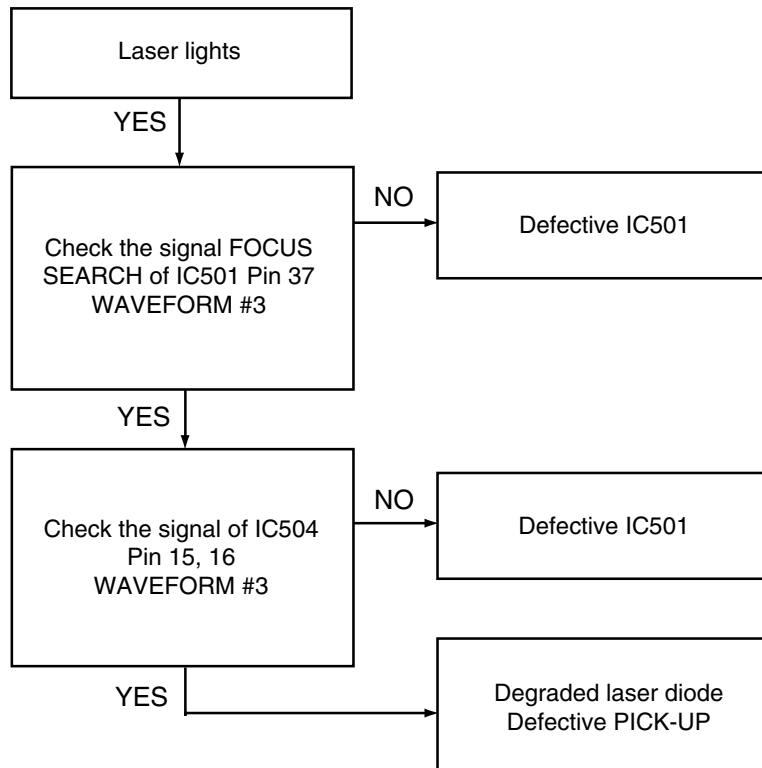 Laser lights
YES
Check the signal FOCUS
SEARCH of IC501 Pin 37
WAVEFORM #3
NO
Defective IC501
YES
Check the signal of IC504
Pin 15, 16
WAVEFORM #3
NO
Defective IC501
YES
Degraded laser diode
Defective PICK-UP